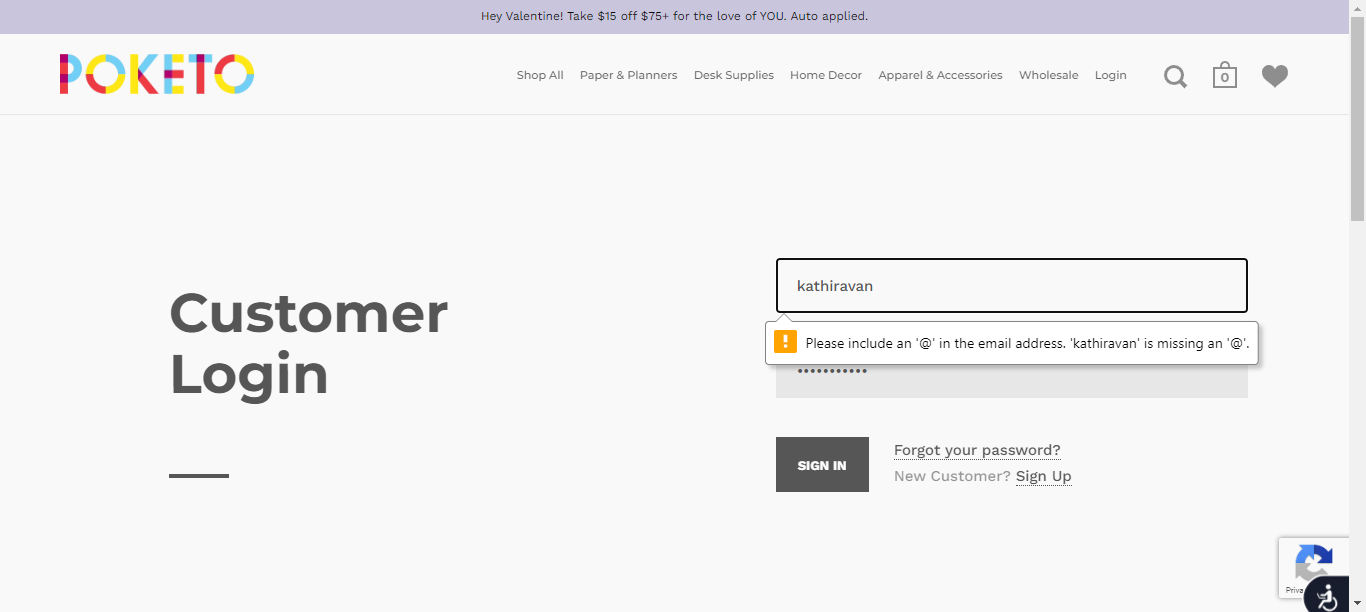 Hey Valentine! Take $15 off $75+ for the love of YOU. Auto applied.
POKETO
Shop All Paper & Planners Desk Supplies Home Decor Apparel & Accessories Wholesale Login 0
Customer
Login
kathiravan
Please include an '@' in the email address. 'kathiravan' is missing an '@'.
•••••••••••
SIGN IN
Forgot your password?
New Customer? Sign Up